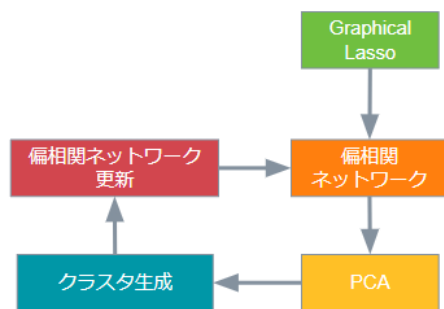 Graphical
Lasso
偏相関ネットワーク
更新
偏相関
ネットワーク
クラスタ生成
PCA